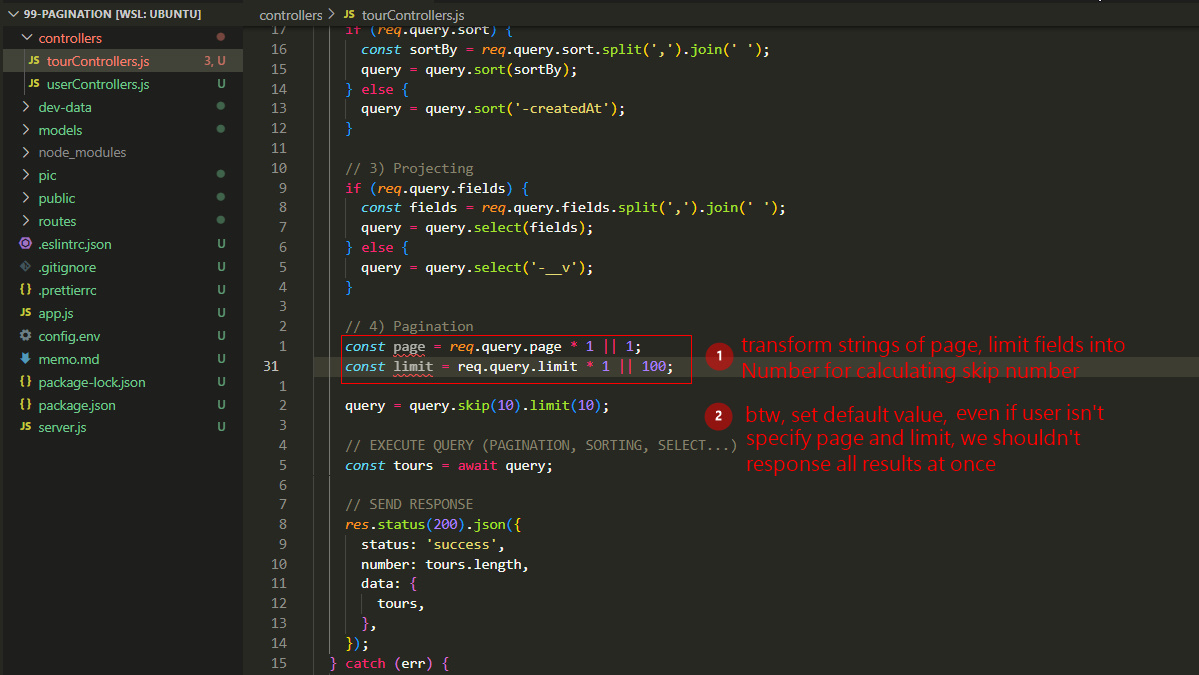 99-PAGINATION [WSL: UBUNTU]
controllers
tourControllers.js 3, U
userControllers.js U
dev-data
models
node_modules
pic
public
routes
.eslintrc.json U
.gitignore U
.prettierrc U
app.js U
config.env U
memo.md U
package-lock.json U
package.json U
server.js U
controllers > JS tourControllers.js
17 if (req.query.sort) {
16 const sortBy = req.query.sort.split(',').join(' ');
15 query = query.sort(sortBy);
14 } else {
13 query = query.sort('-createdAt');
12 }
11
10 // 3) Projecting
9 if (req.query.fields) {
8 const fields = req.query.fields.split(',').join(' ');
7 query = query.select(fields);
6 } else {
5 query = query.select('-__v');
4 }
3
2 // 4) Pagination
1 const page = req.query.page * 1 || 1;
31 const limit = req.query.limit * 1 || 100;
1
2 query = query.skip(10).limit(10);
3
4 // EXECUTE QUERY (PAGINATION, SORTING, SELECT...)
5 const tours = await query;
6
7 // SEND RESPONSE
8 res.status(200).json({
9 status: 'success',
10 number: tours.length,
11 data: {
12 tours,
13 },
14 });
15 } catch (err) {
1 transform strings of page, limit fields into
Number for calculating skip number
2 btw, set default value, even if user isn't
specify page and limit, we shouldn't
response all results at once